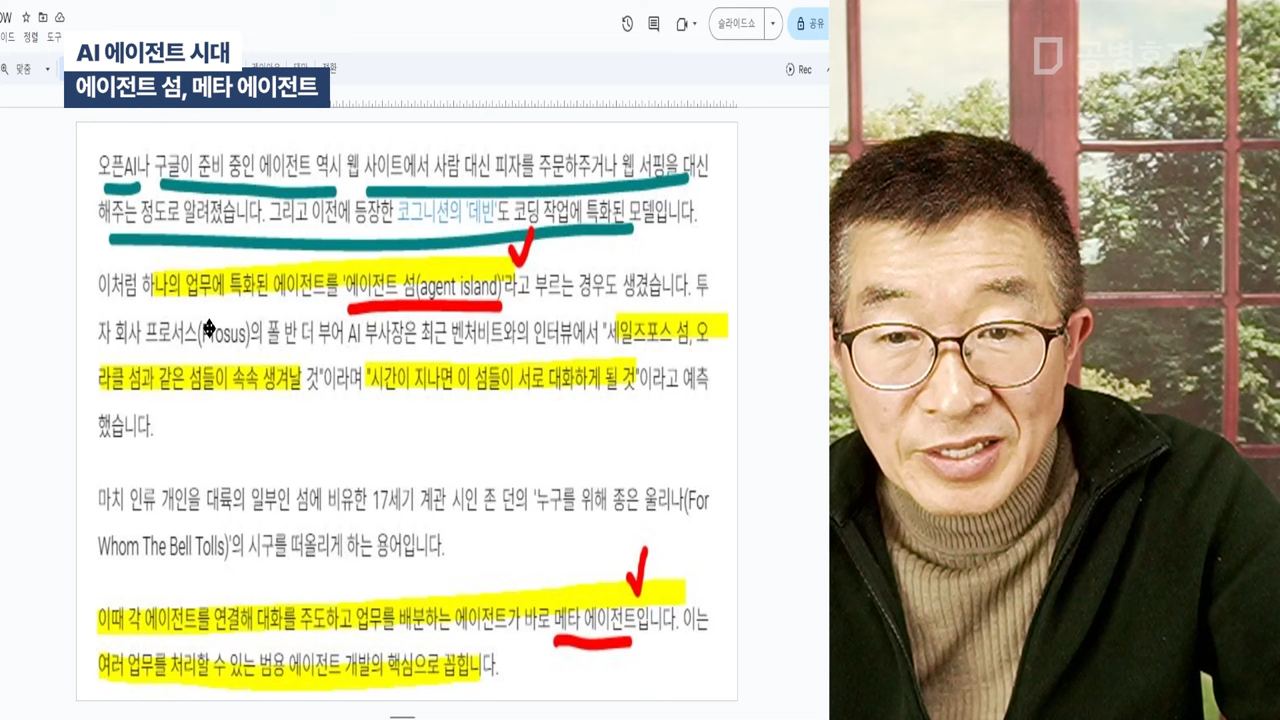 OW
이드 정렬 도구
슬라이드쇼
공유
맞춤
Rec
AI 에이전트 시대
에이전트 섬, 메타 에이전트
공병호TV
오픈AI나 구글이 준비 중인 에이전트 역시 웹 사이트에서 사람 대신 피자를 주문하주거나 웹 서핑을 대신
해주는 정도로 알려졌습니다. 그리고 이전에 등장한 코그니션의 '데빈'도 코딩 작업에 특화된 모델입니다.
이처럼 하나의 업무에 특화된 에이전트를 '에이전트 섬(agent island)'라고 부르는 경우도 생겼습니다. 투
자 회사 프로서스(Prosus)의 폴 반 더 부어 AI 부사장은 최근 벤처비트와의 인터뷰에서 "세일즈포스 섬, 오
라클 섬과 같은 섬들이 속속 생겨날 것"이라며 "시간이 지나면 이 섬들이 서로 대화하게 될 것"이라고 예측
했습니다.
마치 인류 개인을 대륙의 일부인 섬에 비유한 17세기 계관 시인 존 던의 '누구를 위해 종은 울리나(For
Whom The Bell Tolls)'의 시구를 떠올리게 하는 용어입니다.
이때 각 에이전트를 연결해 대화를 주도하고 업무를 배분하는 에이전트가 바로 메타 에이전트입니다. 이는
여러 업무를 처리할 수 있는 범용 에이전트 개발의 핵심으로 꼽힙니다.